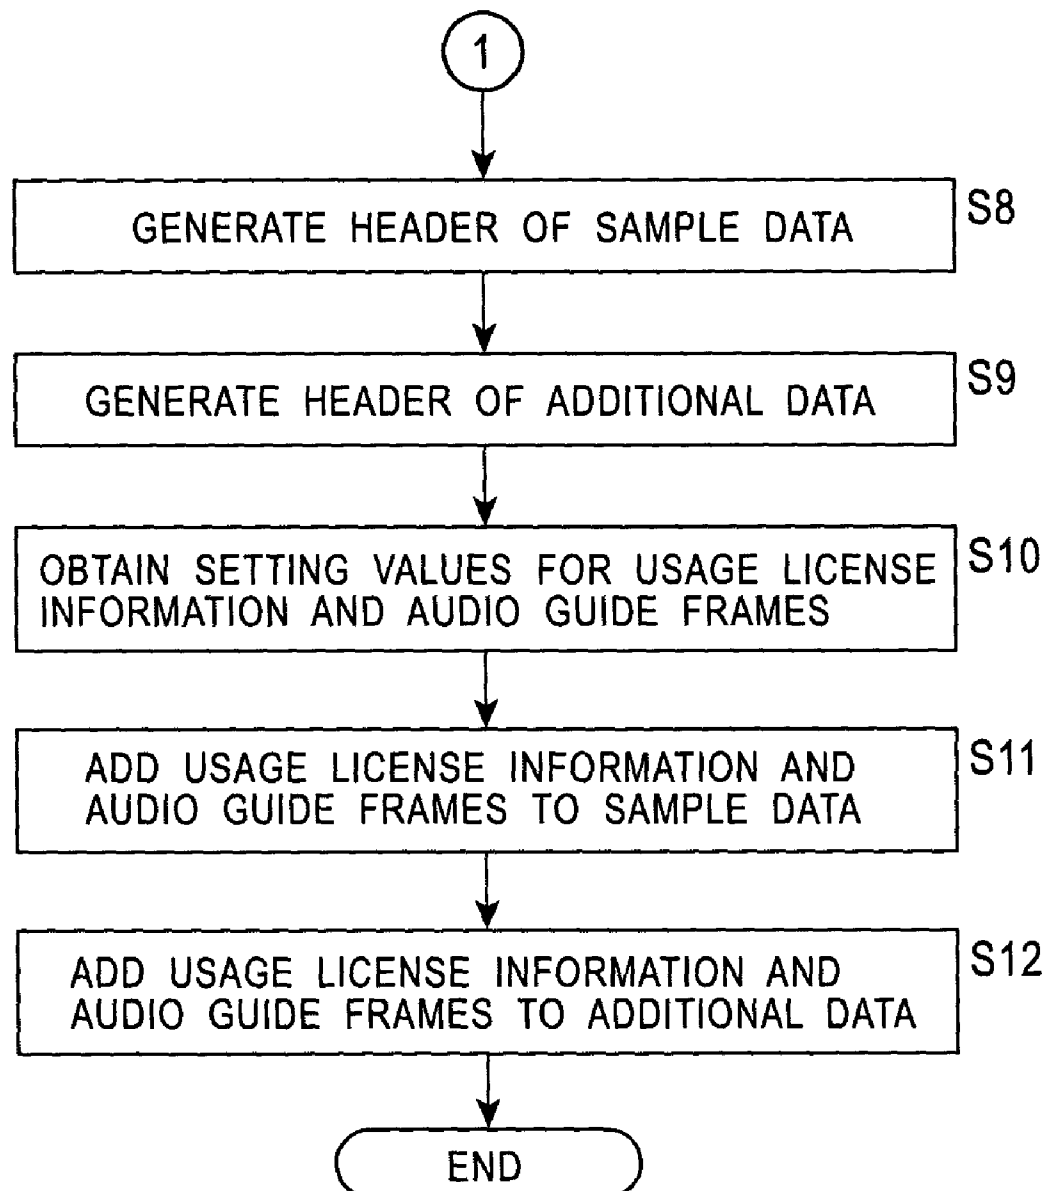 1
GENERATE HEADER OF SAMPLE DATA
S8
GENERATE HEADER OF ADDITIONAL DATA
S9
OBTAIN SETTING VALUES FOR USAGE LICENSE
INFORMATION AND AUDIO GUIDE FRAMES
S10
ADD USAGE LICENSE INFORMATION AND
AUDIO GUIDE FRAMES TO SAMPLE DATA
S11
ADD USAGE LICENSE INFORMATION AND
AUDIO GUIDE FRAMES TO ADDITIONAL DATA
S12
END